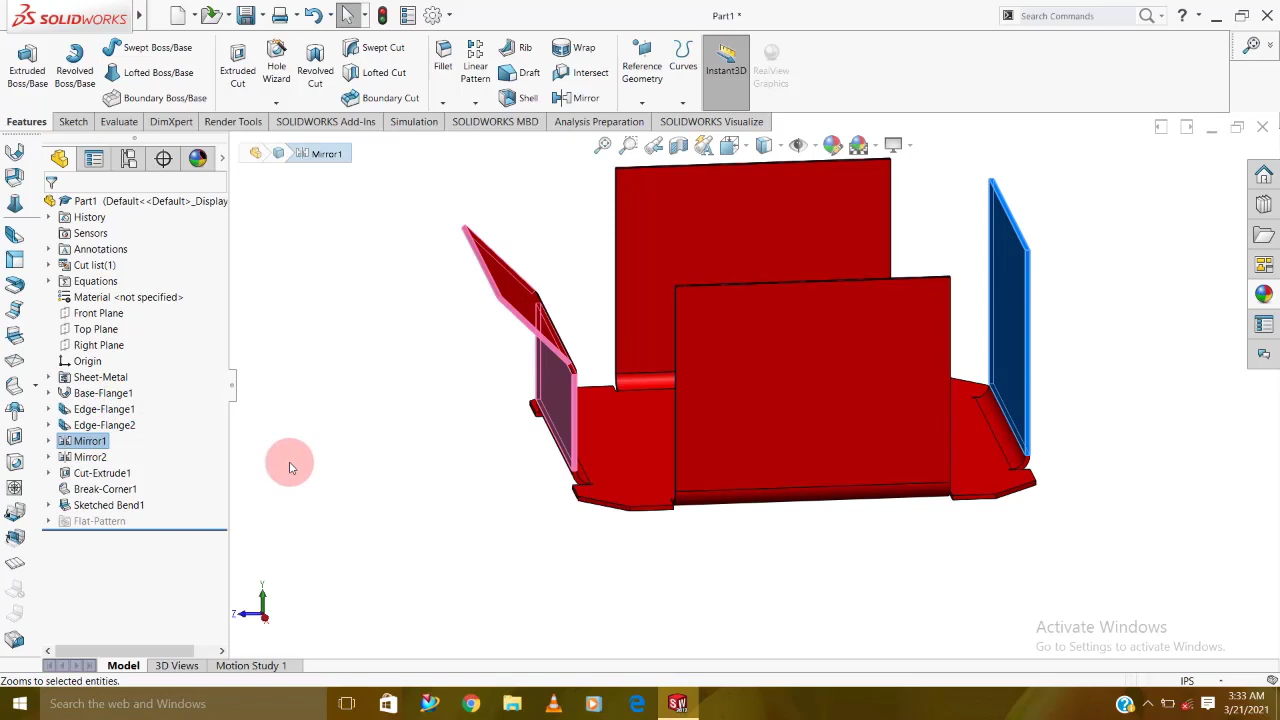 SOLIDWORKS
Part1 *
Search Commands
Extruded Boss/Base
Revolved Boss/Base
Swept Boss/Base
Lofted Boss/Base
Boundary Boss/Base
Extruded Cut
Hole Wizard
Revolved Cut
Swept Cut
Lofted Cut
Boundary Cut
Fillet
Linear Pattern
Rib
Draft
Shell
Wrap
Intersect
Mirror
Reference Geometry
Curves
Instant3D
RealView Graphics
Features
Sketch
Evaluate
DimXpert
Render Tools
SOLIDWORKS Add-Ins
Simulation
SOLIDWORKS MBD
Analysis Preparation
SOLIDWORKS Visualize
Mirror1
Part1 (Default<<Default>_Display
History
Sensors
Annotations
Cut list(1)
Equations
Material <not specified>
Front Plane
Top Plane
Right Plane
Origin
Sheet-Metal
Base-Flange1
Edge-Flange1
Edge-Flange2
Mirror1
Mirror2
Cut-Extrude1
Break-Corner1
Sketched Bend1
Flat-Pattern
Y
Z
Activate Windows
Go to Settings to activate Windows.
Model
3D Views
Motion Study 1
Zooms to selected entities.
IPS
Search the web and Windows
3:33 AM
3/21/2021